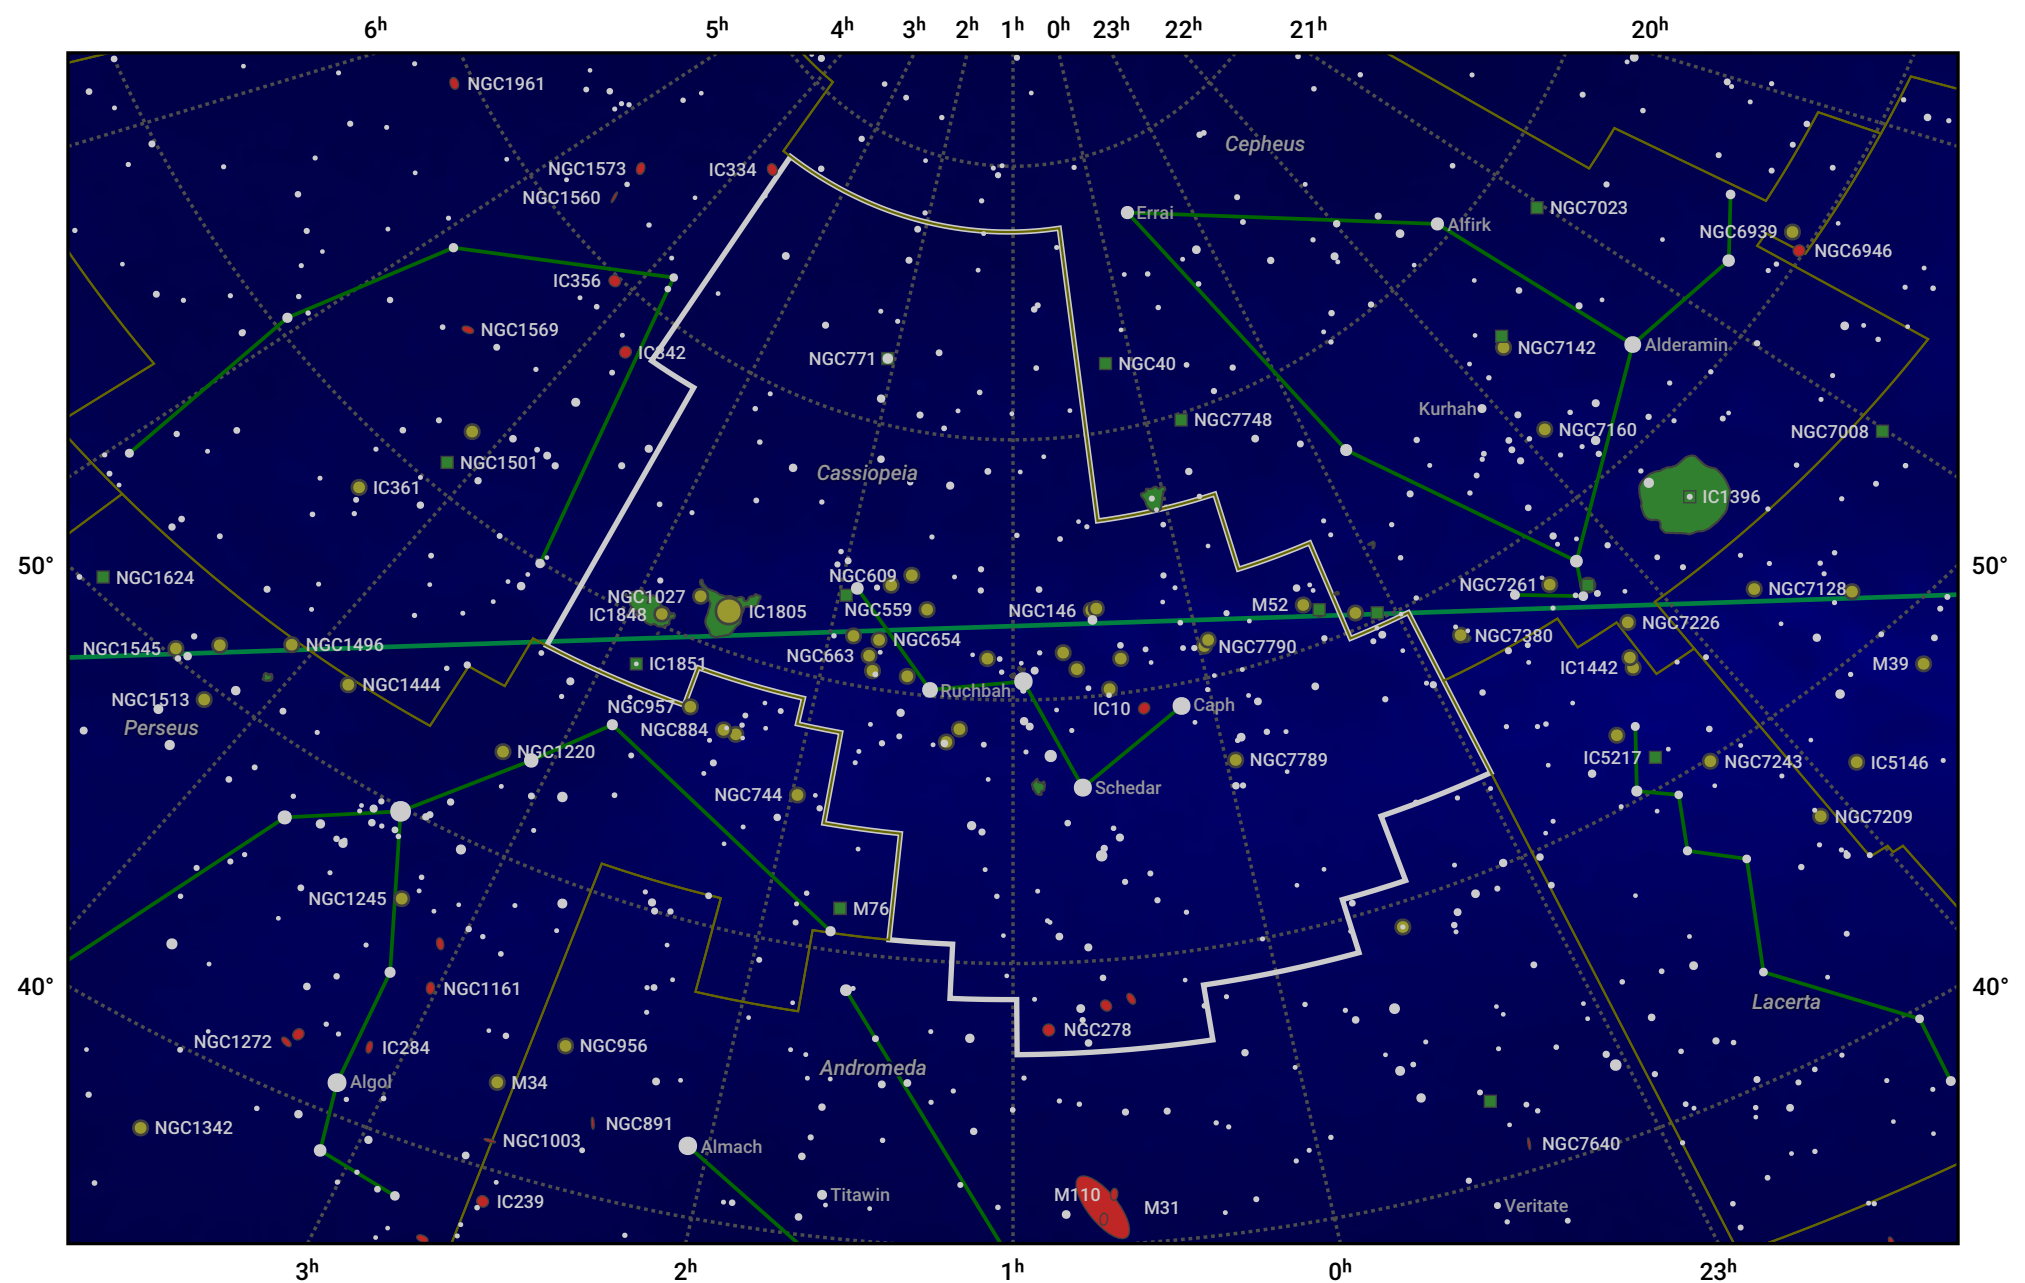 6h 5h 4h 3h 2h 1h 0h 23h 22h 21h 20h
NGC1961
Cepheus
NGC1573
IC334
NGC1560
Errai
NGC7023
Alfirk
NGC6939
NGC6946
IC356
NGC1569
IC342
NGC771
NGC40
NGC7142
Alderamin
Kurhah
NGC7748
NGC7160
NGC7008
NGC1501
Cassiopeia
IC361
IC1396
50°
50°
NGC1624
NGC609
NGC7261
NGC7128
NGC1027
IC1848
IC1805
NGC559
NGC146
M52
NGC7226
NGC1545
NGC1496
NGC654
NGC7380
NGC7790
NGC663
IC1851
IC1442
M39
NGC1444
Ruchbah
NGC1513
NGC957
IC10
Caph
Perseus
NGC884
NGC1220
NGC7789
IC5217
NGC7243
IC5146
Schedar
NGC744
NGC7209
NGC1245
M76
40°
40°
NGC1161
Lacerta
NGC278
NGC1272
IC284
NGC956
Andromeda
Algol
M34
NGC1342
NGC891
NGC1003
Almach
NGC7640
M110
Titawin
IC239
M31
Veritate
3h 2h 1h 0h 23h